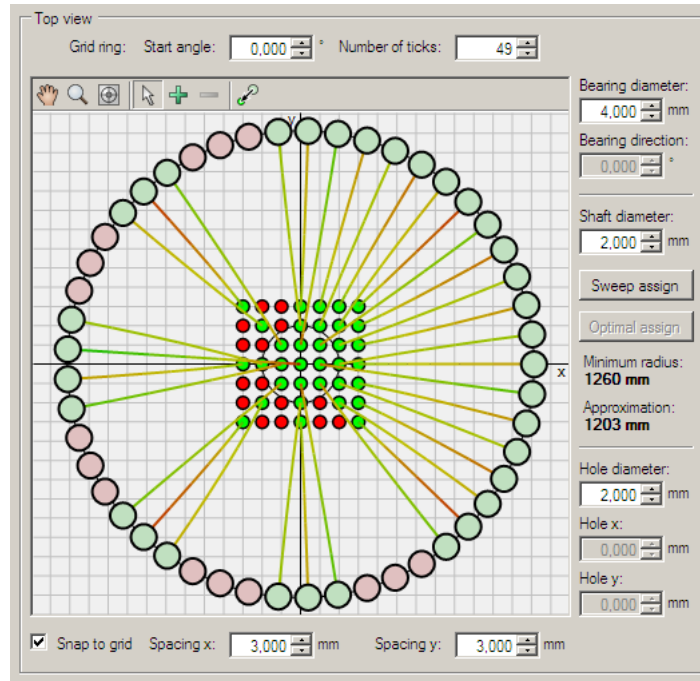 Top view
Grid ring: Start angle: 0,000 ° Number of ticks: 49
Bearing diameter:
4,000 mm
Bearing direction:
0,000 °
Shaft diameter:
2,000 mm
Sweep assign
Optimal assign
Minimum radius:
1260 mm
Approximation:
1203 mm
Hole diameter:
2,000 mm
Hole x:
0,000 mm
Hole y:
0,000 mm
y
x
Snap to grid Spacing x: 3,000 mm Spacing y: 3,000 mm